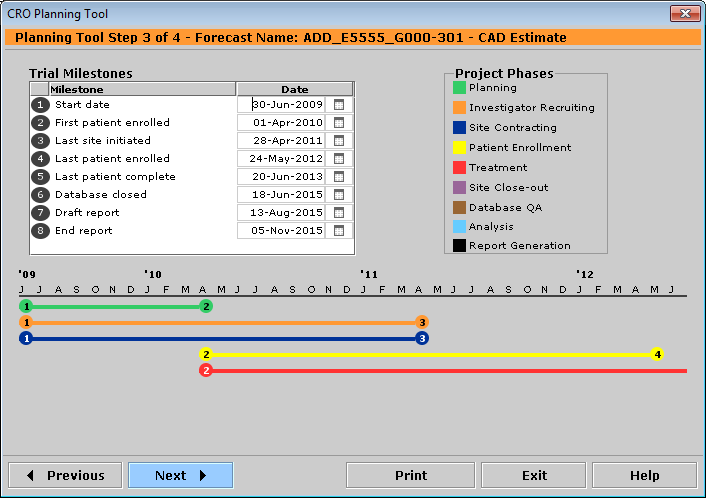 CRO Planning Tool
Planning Tool Step 3 of 4 - Forecast Name: ADD_E5555_G000-301 - CAD Estimate
Trial Milestones
Milestone Date
1 Start date 30-Jun-2009
2 First patient enrolled 01-Apr-2010
3 Last site initiated 28-Apr-2011
4 Last patient enrolled 24-May-2012
5 Last patient complete 20-Jun-2013
6 Database closed 18-Jun-2015
7 Draft report 13-Aug-2015
8 End report 05-Nov-2015
Project Phases
Planning
Investigator Recruiting
Site Contracting
Patient Enrollment
Treatment
Site Close-out
Database QA
Analysis
Report Generation
'09 '10 '11 '12
J J A S O N D J F M A M J J A S O N D J F M A M J J A S O N D J F M A M J
1 2
1 3
1 3
2 4
2
Previous Next Print Exit Help